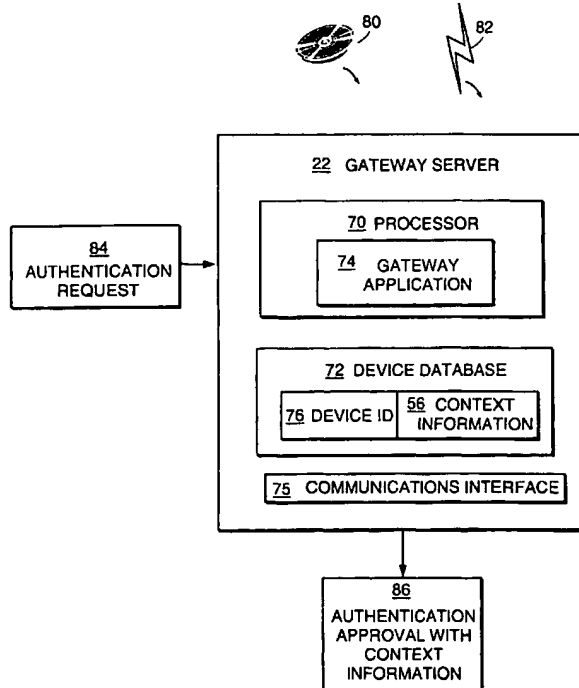 80
82
22 GATEWAY SERVER
70 PROCESSOR
74 GATEWAY
APPLICATION
84
AUTHENTICATION
REQUEST
72 DEVICE DATABASE
76 DEVICE ID
56 CONTEXT
INFORMATION
75 COMMUNICATIONS INTERFACE
86
AUTHENTICATION
APPROVAL WITH
CONTEXT
INFORMATION